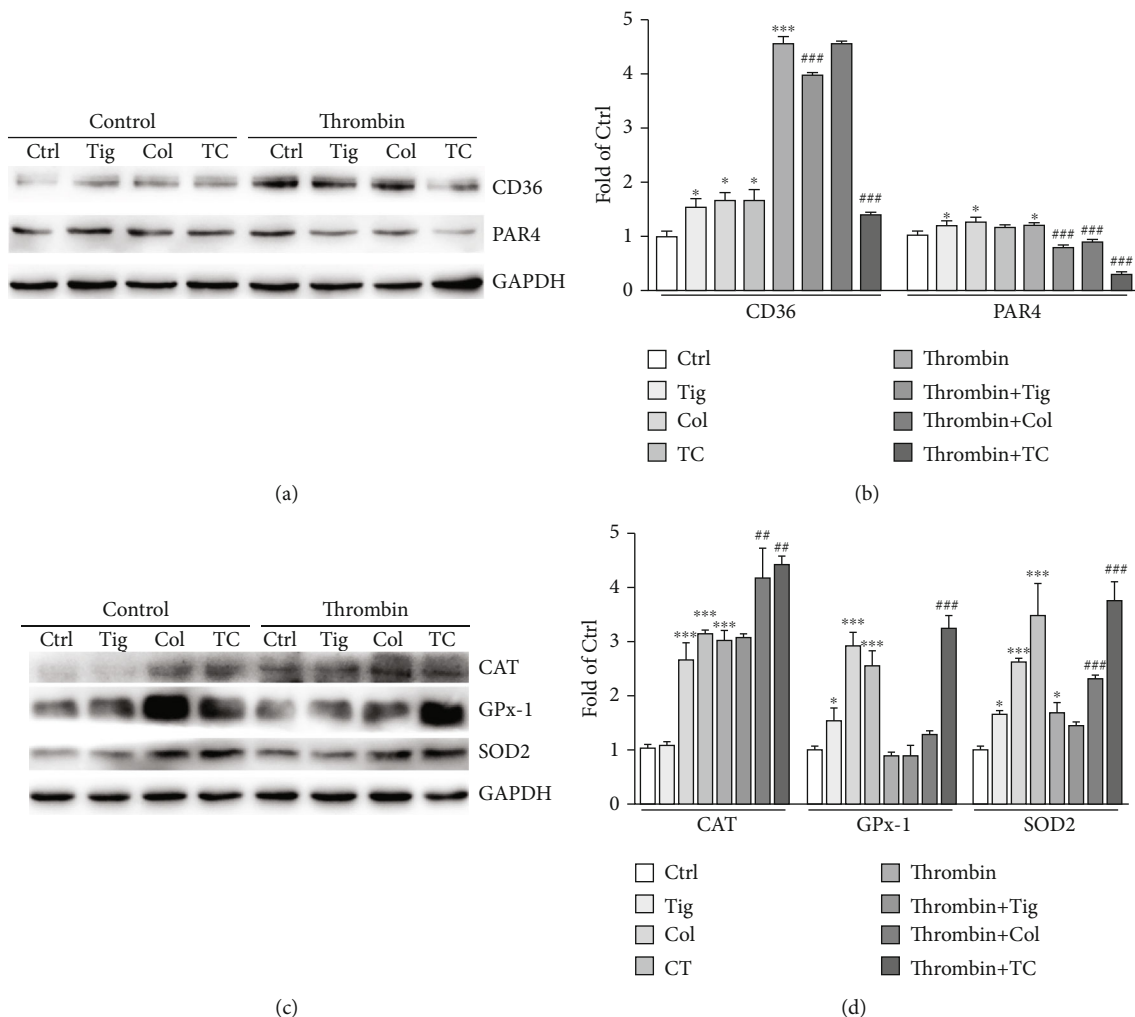 Control Thrombin
Ctrl Tig Col TC Ctrl Tig Col TC
CD36
PAR4
GAPDH
(a)
5
4
3
2
1
0
Fold of Ctrl
***
###
* * *
###
* * *
### ###
###
CD36 PAR4
Ctrl
Tig
Col
TC
Thrombin
Thrombin+Tig
Thrombin+Col
Thrombin+TC
(b)
Control Thrombin
Ctrl Tig Col TC Ctrl Tig Col TC
CAT
GPx-1
SOD2
GAPDH
(c)
5
4
3
2
1
0
Fold of Ctrl
*** *** *** ## ##
* *** *** ###
* *** *** * ### ###
CAT GPx-1 SOD2
Ctrl
Tig
Col
CT
Thrombin
Thrombin+Tig
Thrombin+Col
Thrombin+TC
(d)